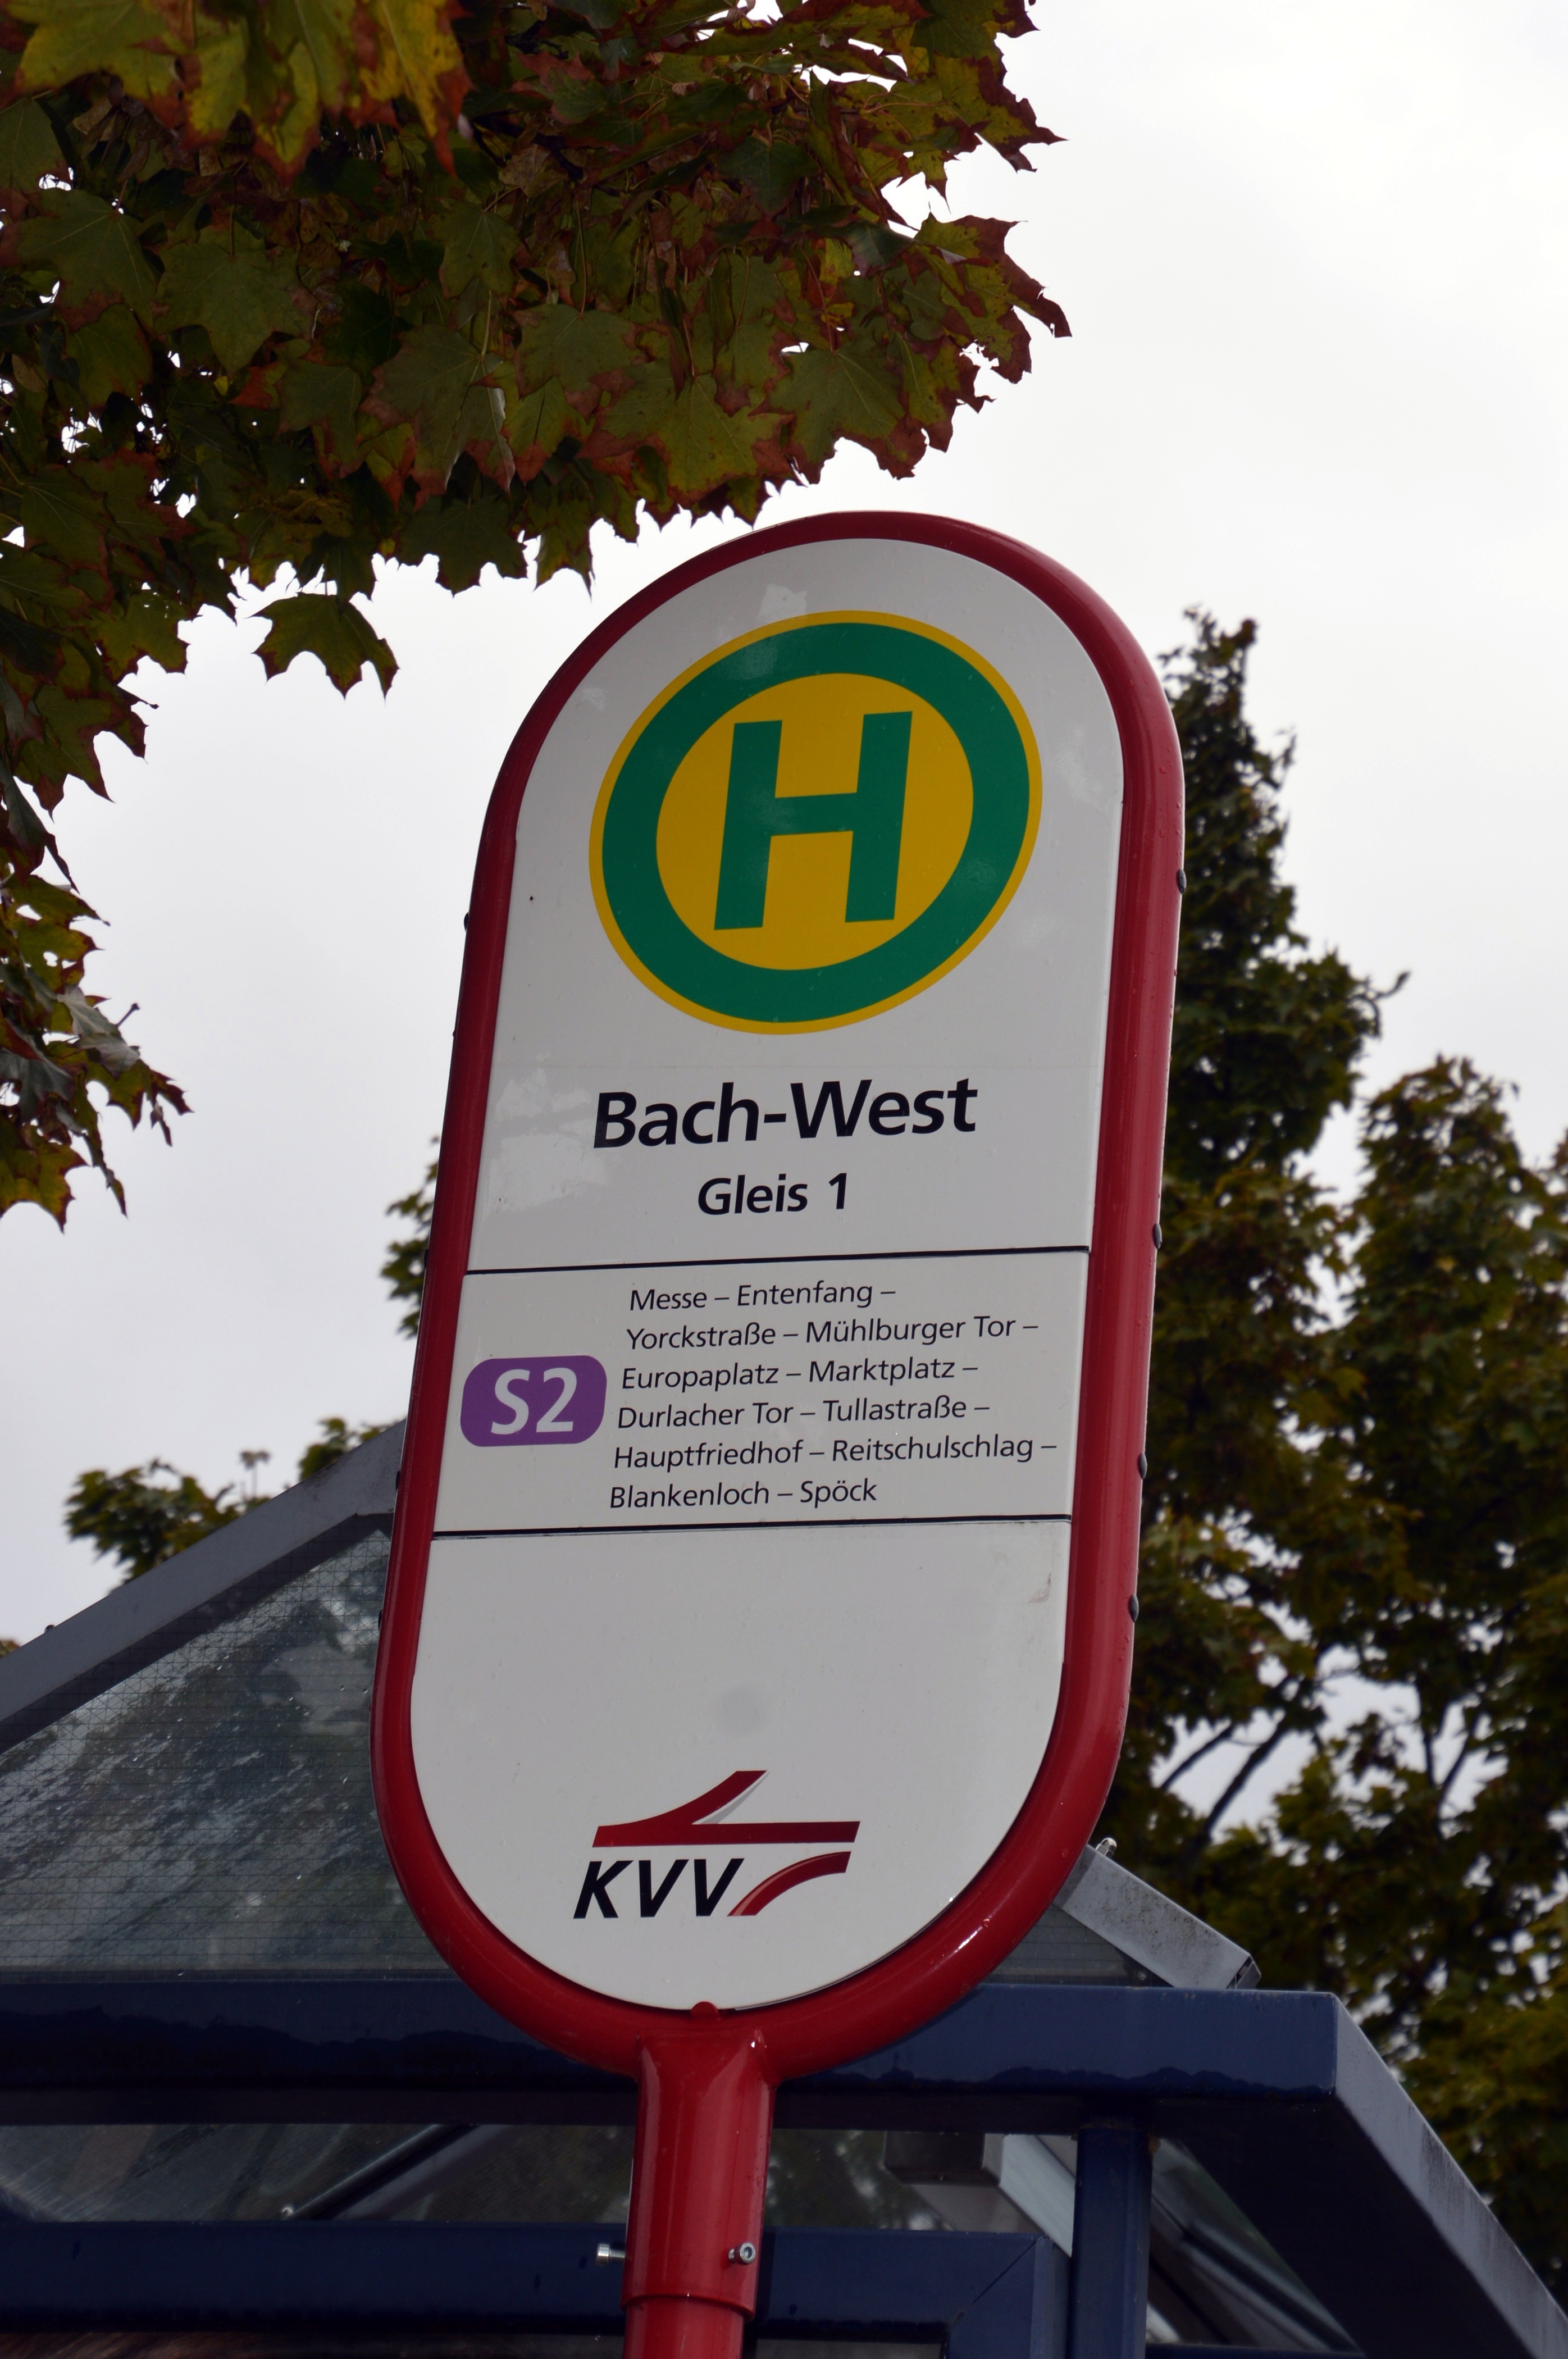 H
Bach-West
Gleis 1
Messe – Entenfang –
Yorckstraße – Mühlburger Tor –
S2
Europaplatz – Marktplatz –
Durlacher Tor – Tullastraße –
Hauptfriedhof – Reitschulschlag –
Blankenloch – Spöck
KVV